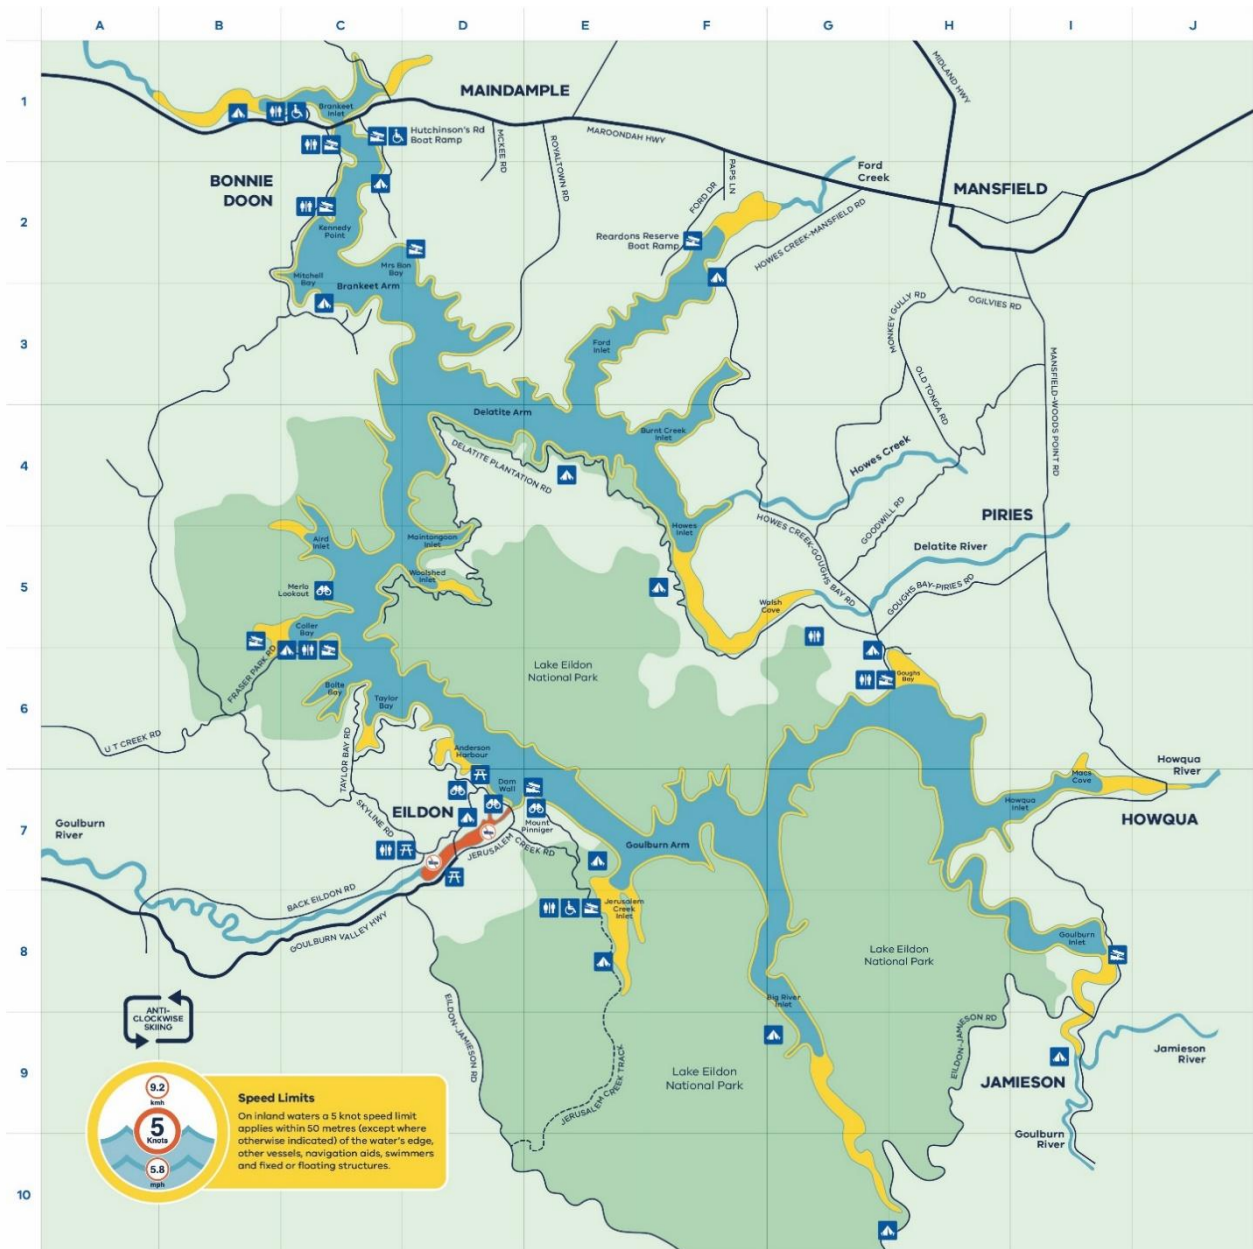 A B C D E F G H I J
1
2
3
4
5
6
7
8
9
10
MAINDAMPLE
Brankeet
Inlet
Hutchinson's Rd
Boat Ramp
MCKEE RD
ROYALTOWN RD
MAROONDAH HWY
MIDLAND HWY
PAPS LN
FORD DR
Ford
Creek
MANSFIELD
BONNIE
DOON
Kennedy
Point
Reardons Reserve
Boat Ramp
HOWES CREEK-MANSFIELD RD
Mrs Bon
Bay
Mitchell
Bay
Brankeet Arm
MONKEY GULLY RD
OGILVIES RD
Ford
Inlet
OLD TONGA RD
MANSFIELD-WOODS POINT RD
Delatite Arm
Burnt Creek
Inlet
DELATITE PLANTATION RD
Howes Creek
GOODWILL RD
PIRIES
Howes
Inlet
HOWES CREEK-GOUGHS BAY RD
Delatite River
GOUGHS BAY-PIRIES RD
Aird
Inlet
Maintongoon
Inlet
Woolshed
Inlet
Merlo
Lookout
Walsh
Cove
Coller
Bay
FRASER PARK RD
Lake Eildon
National Park
Goughs
Bay
Bolte
Bay
Taylor
Bay
U T CREEK RD
TAYLOR BAY RD
Anderson
Harbour
Dam
Wall
Howqua
River
Macs
Cove
Howqua
Inlet
HOWQUA
SKYLINE RD
EILDON
Mount
Pinniger
Goulburn
River
JERUSALEM
CREEK RD
Goulburn Arm
BACK EILDON RD
GOULBURN VALLEY HWY
Jerusalem
Creek
Inlet
Lake Eildon
National Park
Goulburn
Inlet
Big River
Inlet
ANTI-
CLOCKWISE
SKIING
EILDON-JAMIESON RD
JERUSALEM CREEK TRACK
Lake Eildon
National Park
EILDON-JAMIESON RD
JAMIESON
Jamieson
River
Goulburn
River
9.2
kmh
5
Knots
5.8
mph
Speed Limits
On inland waters a 5 knot speed limit
applies within 50 metres (except where
otherwise indicated) of the water's edge,
other vessels, navigation aids, swimmers
and fixed or floating structures.